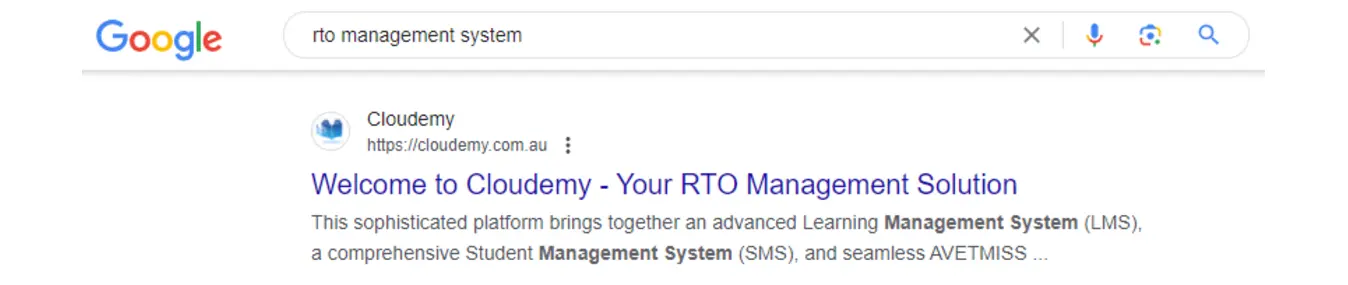 Google
rto management system
Cloudemy
https://cloudemy.com.au
Welcome to Cloudemy - Your RTO Management Solution
This sophisticated platform brings together an advanced Learning Management System (LMS),
a comprehensive Student Management System (SMS), and seamless AVETMISS ...